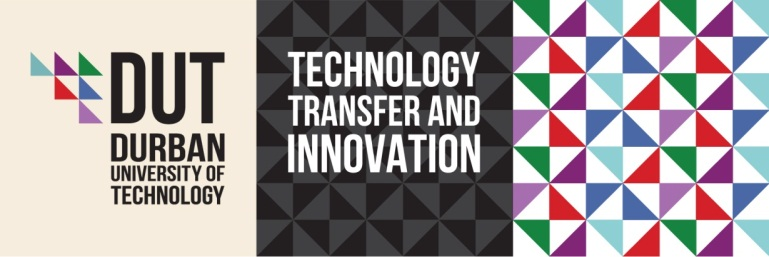 DUT
DURBAN
UNIVERSITY OF
TECHNOLOGY
TECHNOLOGY
TRANSFER AND
INNOVATION